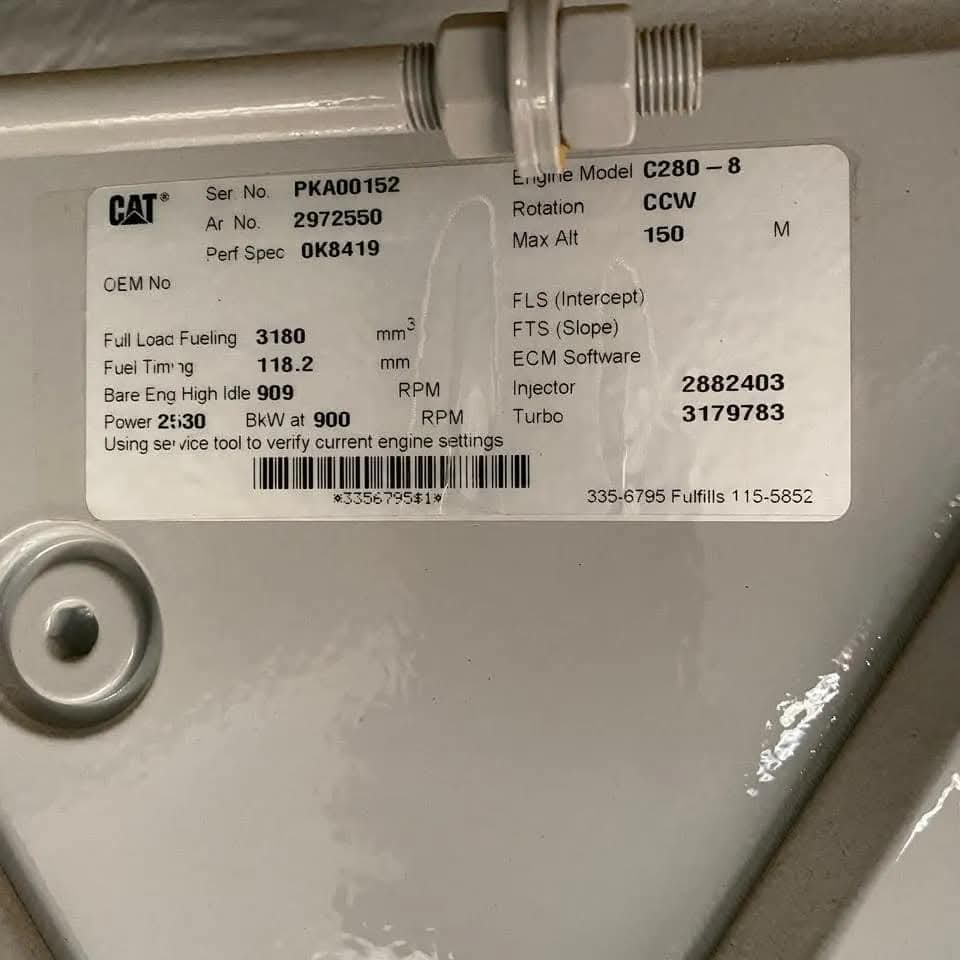 CAT®
Ser. No. PKA00152
Ar No. 2972550
Perf Spec 0K8419
OEM No
Full Load Fueling 3180 mm³
Fuel Timing 118.2 mm
Bare Eng High Idle 909 RPM
Power 2530 BkW at 900 RPM
Using service tool to verify current engine settings
*3356795$1*
Engine Model C280-8
Rotation CCW
Max Alt 150 M
FLS (Intercept)
FTS (Slope)
ECM Software
Injector 2882403
Turbo 3179783
335-6795 Fulfills 115-5852